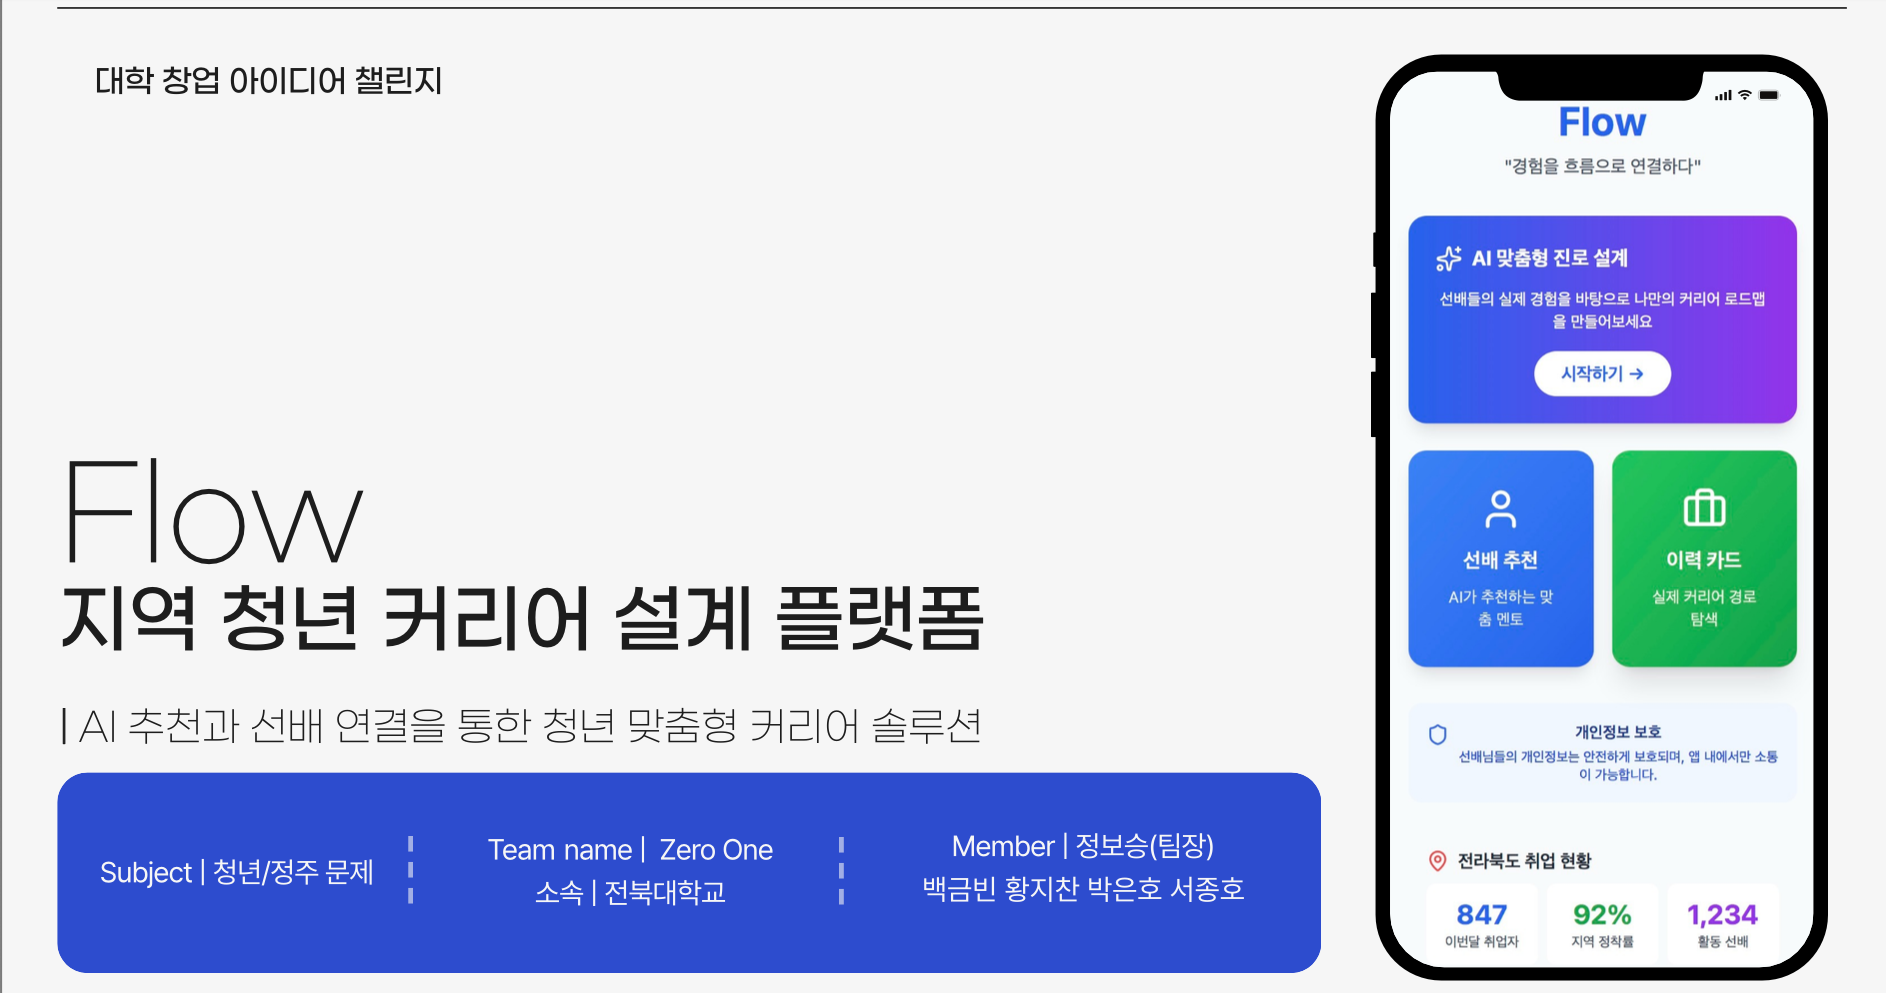 대학 창업 아이디어 챌린지
Flow
지역 청년 커리어 설계 플랫폼
| AI 추천과 선배 연결을 통한 청년 맞춤형 커리어 솔루션
Subject | 청년/정주 문제
Team name | Zero One
소속 | 전북대학교
Member | 정보승(팀장)
백금빈 황지찬 박은호 서종호
Flow
"경험을 흐름으로 연결하다"
AI 맞춤형 진로 설계
선배들의 실제 경험을 바탕으로 나만의 커리어 로드맵
을 만들어보세요
시작하기 →
선배 추천
AI가 추천하는 맞
춤 멘토
이력 카드
실제 커리어 경로
탐색
개인정보 보호
선배님들의 개인정보는 안전하게 보호되며, 앱 내에서만 소통
이 가능합니다.
전라북도 취업 현황
847
이번달 취업자
92%
지역 정착률
1,234
활동 선배